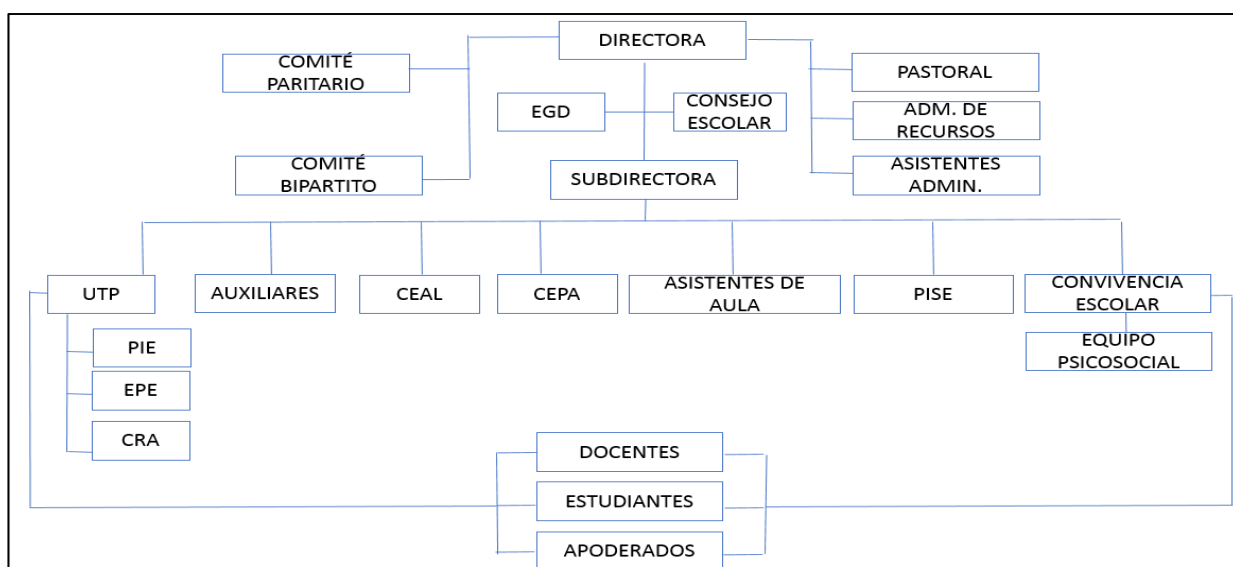 DIRECTORA
COMITÉ
PARITARIO
PASTORAL
EGD
CONSEJO
ESCOLAR
ADM. DE
RECURSOS
COMITÉ
BIPARTITO
SUBDIRECTORA
ASISTENTES
ADMIN.
UTP
AUXILIARES
CEAL
CEPA
ASISTENTES DE
AULA
PISE
CONVIVENCIA
ESCOLAR
PIE
EPE
CRA
EQUIPO
PSICOSOCIAL
DOCENTES
ESTUDIANTES
APODERADOS